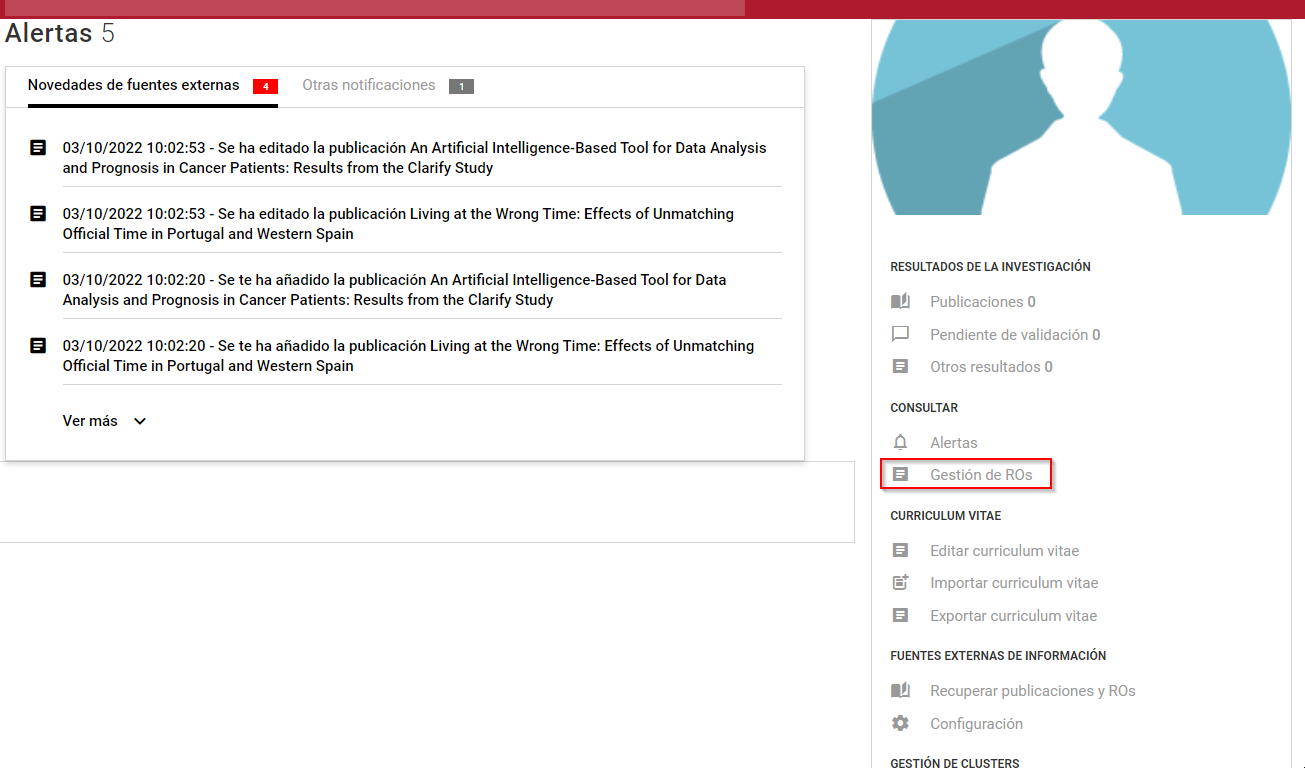 Alertas 5
Novedades de fuentes externas 4 Otras notificaciones 1
03/10/2022 10:02:53 - Se ha editado la publicación An Artificial Intelligence-Based Tool for Data Analysis
and Prognosis in Cancer Patients: Results from the Clarify Study
03/10/2022 10:02:53 - Se ha editado la publicación Living at the Wrong Time: Effects of Unmatching
Official Time in Portugal and Western Spain
03/10/2022 10:02:20 - Se te ha añadido la publicación An Artificial Intelligence-Based Tool for Data
Analysis and Prognosis in Cancer Patients: Results from the Clarify Study
03/10/2022 10:02:20 - Se te ha añadido la publicación Living at the Wrong Time: Effects of Unmatching
Official Time in Portugal and Western Spain
Ver más
RESULTADOS DE LA INVESTIGACIÓN
Publicaciones 0
Pendiente de validación 0
Otros resultados 0
CONSULTAR
Alertas
Gestión de ROs
CURRICULUM VITAE
Editar curriculum vitae
Importar curriculum vitae
Exportar curriculum vitae
FUENTES EXTERNAS DE INFORMACIÓN
Recuperar publicaciones y ROs
Configuración
GESTIÓN DE CLUSTERS